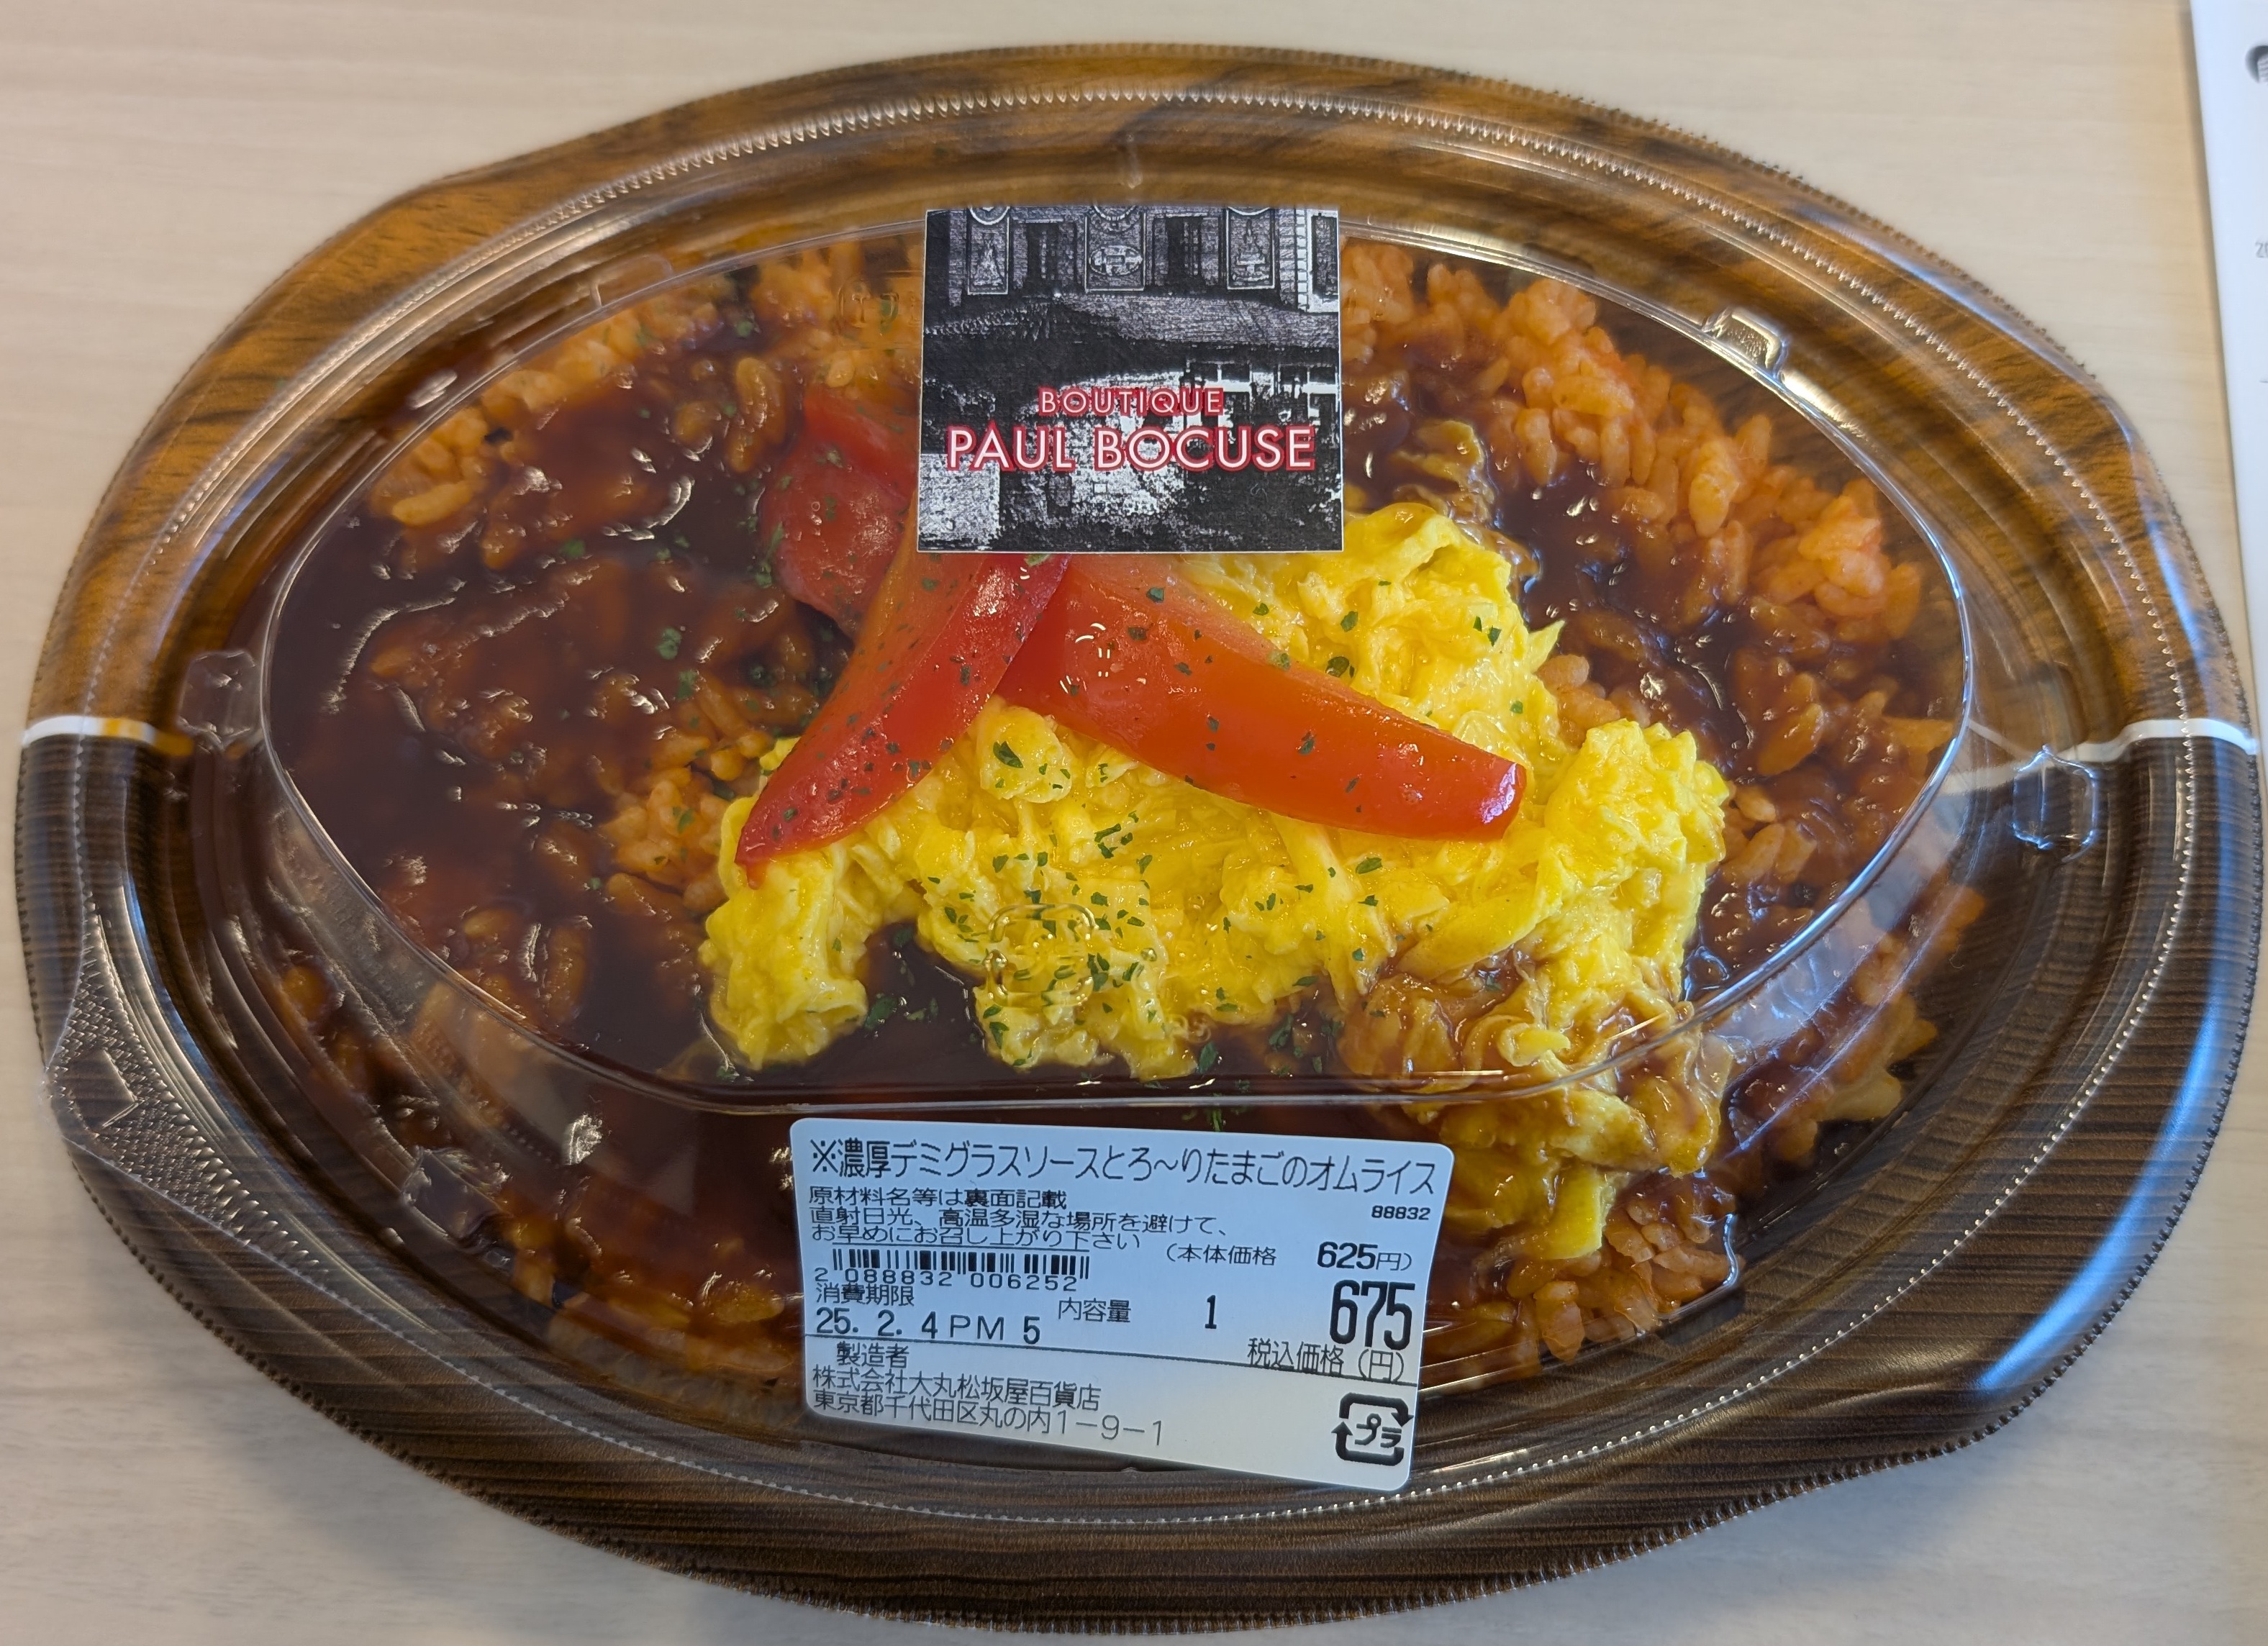 BOUTIQUE
PAUL BOCUSE
※濃厚デミグラスソースとろ～りたまごのオムライス
原材料名等は裏面記載
88832
直射日光、高温多湿な場所を避けて、
お早めにお召し上がり下さい
(本体価格 625円)
2 088832 006252
消費期限
25. 2. 4 PM 5
内容量 1
675
税込価格 (円)
製造者
株式会社大丸松坂屋百貨店
東京都千代田区丸の内1-9-1
プラ